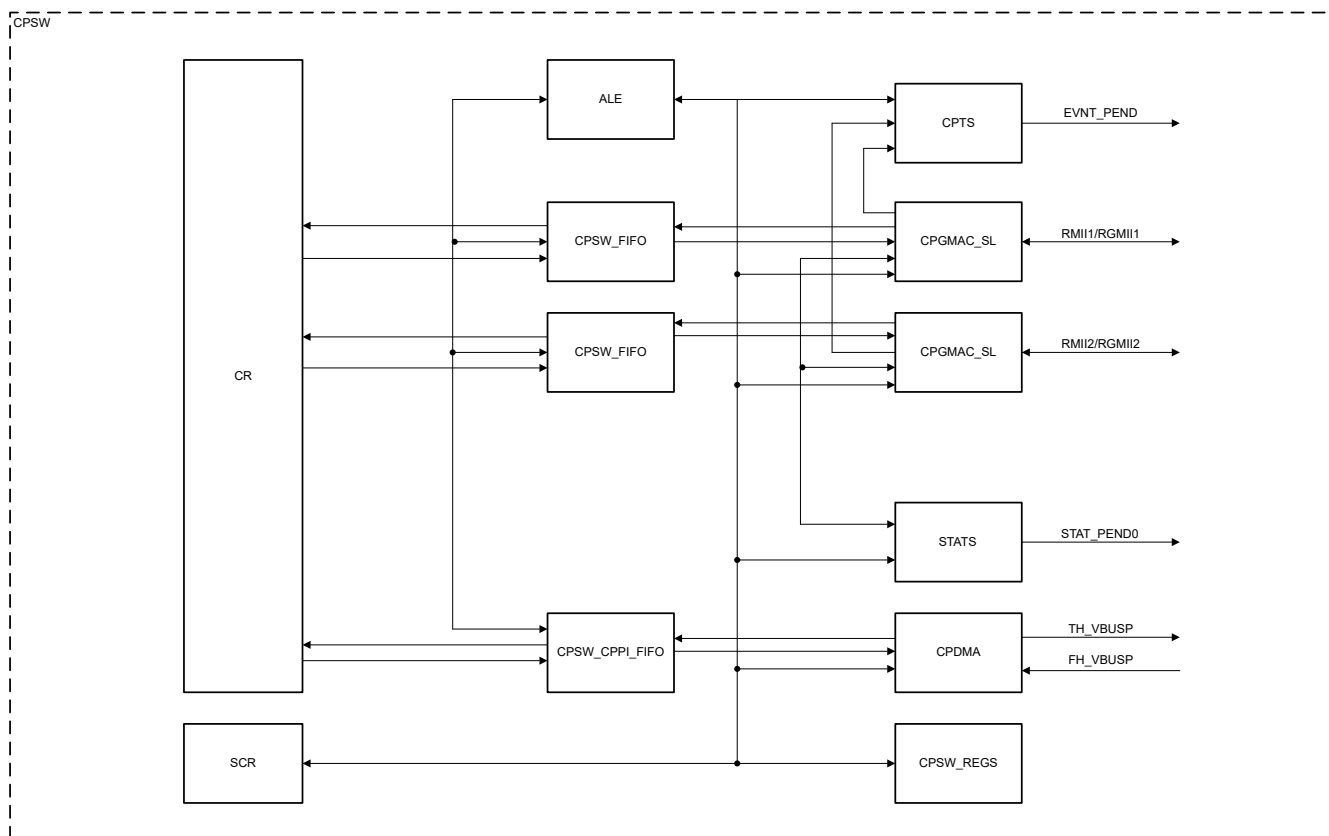 CPSW
ALE
CPTS
EVNT_PEND
CPSW_FIFO
CPGMAC_SL
RMII1/RGMII1
CPSW_FIFO
CPGMAC_SL
RMII2/RGMII2
CR
STATS
STAT_PEND0
CPSW_CPPI_FIFO
CPDMA
TH_VBUSP
FH_VBUSP
SCR
CPSW_REGS